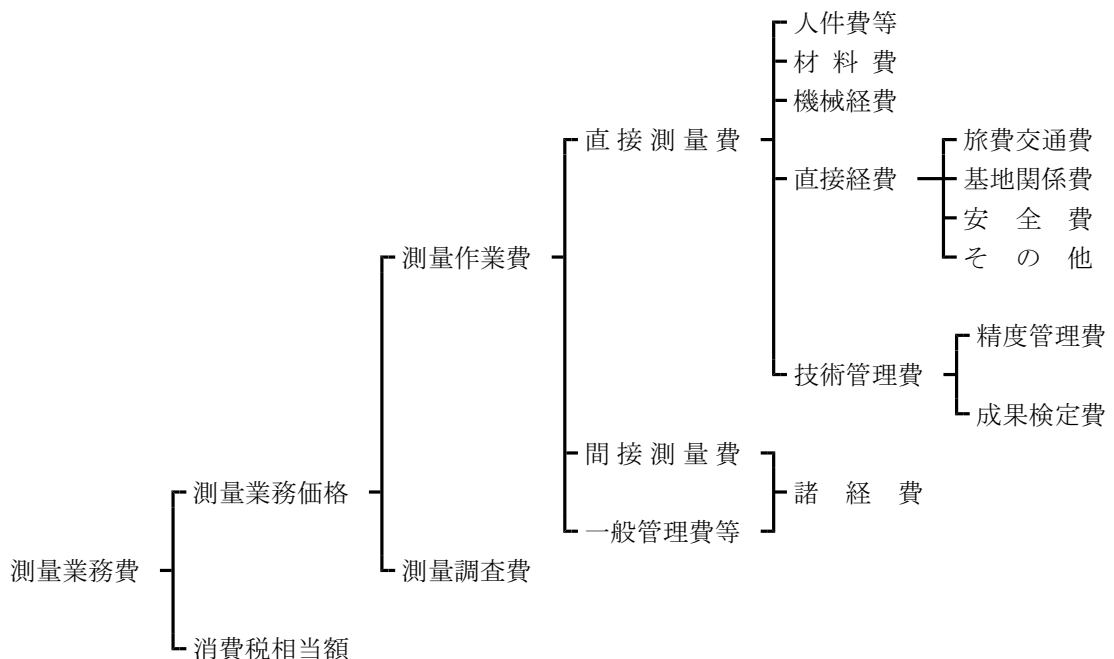 人件費等
材料費
機械経費
直接測量費
旅費交通費
直接経費
基地関係費
安全費
測量作業費
その他
精度管理費
技術管理費
成果検定費
間接測量費
測量業務価格
諸経費
一般管理費等
測量業務費
測量調査費
消費税相当額